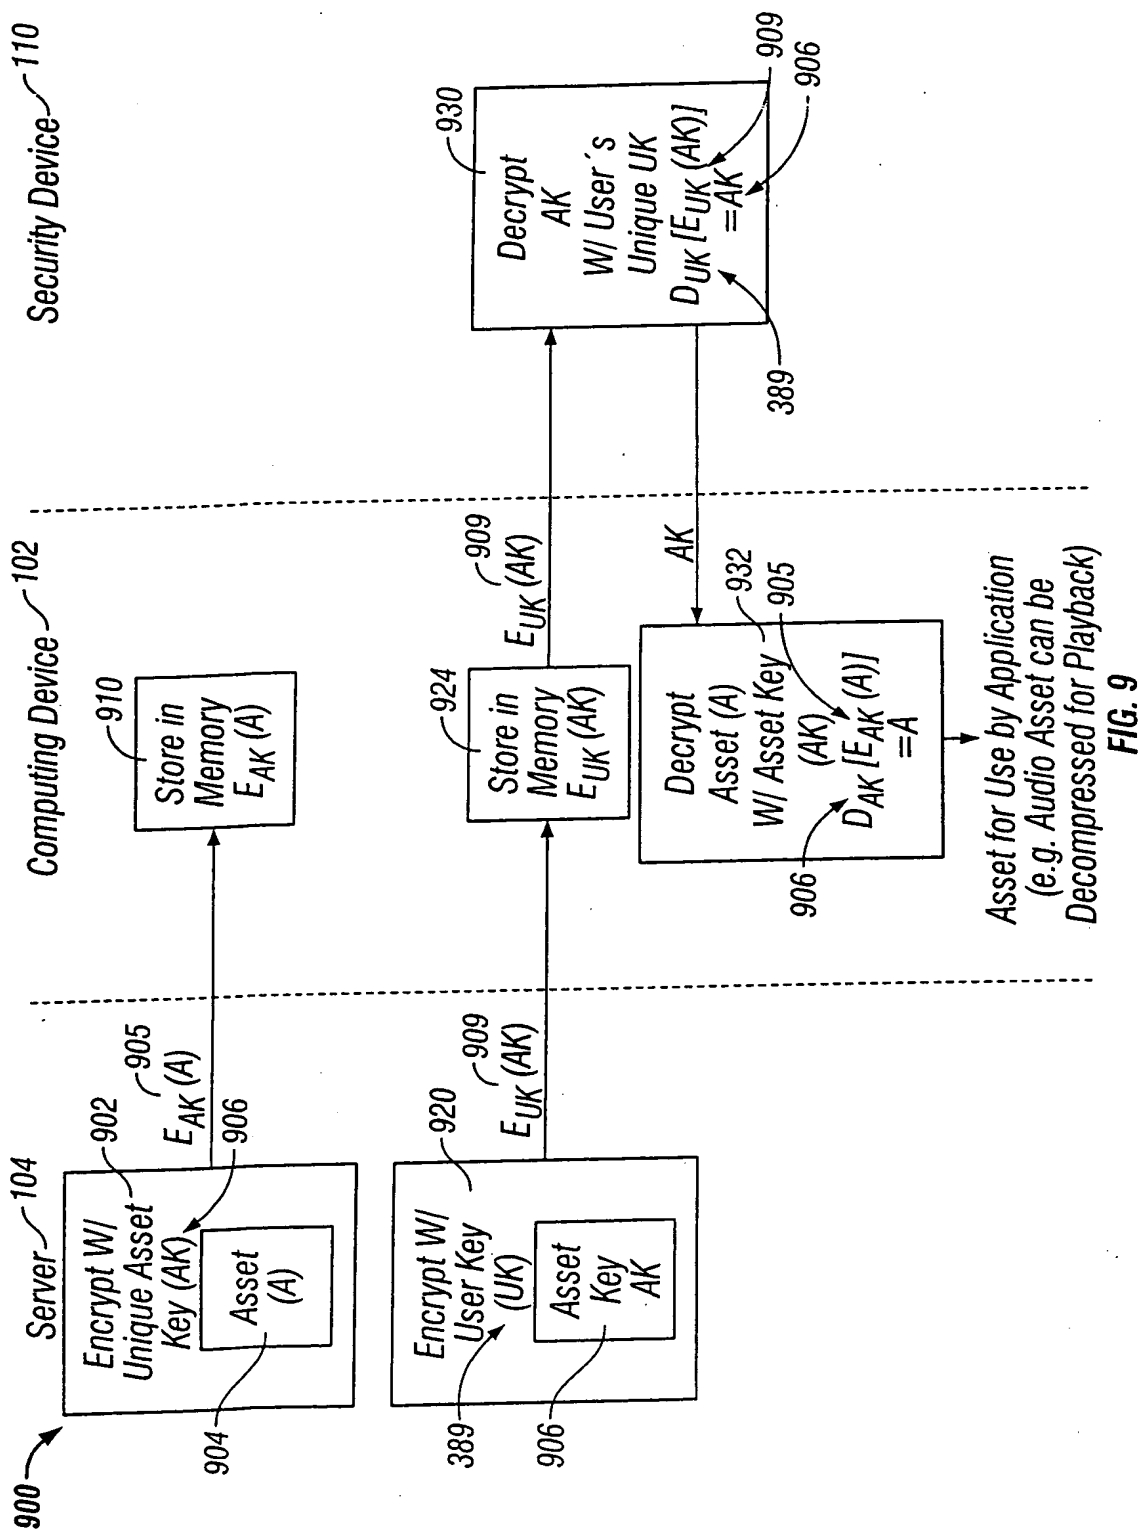 900
Server 104
Encrypt W/
Unique Asset
Key (AK)
902
906
Asset
(A)
904
905
E_AK (A)
Encrypt W/
User Key
(UK)
920
389
Asset
Key
AK
906
909
E_UK (AK)
Computing Device 102
910
Store in
Memory
E_AK (A)
924
Store in
Memory
E_UK (AK)
909
E_UK (AK)
AK
Decrypt
Asset (A)
W/ Asset Key
(AK)
D_AK [E_AK (A)]
=A
932
905
906
Asset for Use by Application
(e.g. Audio Asset can be
Decompressed for Playback)
Security Device 110
930
Decrypt
AK
W/ User´s
Unique UK
D_UK [E_UK (AK)]
=AK
909
906
389
FIG. 9